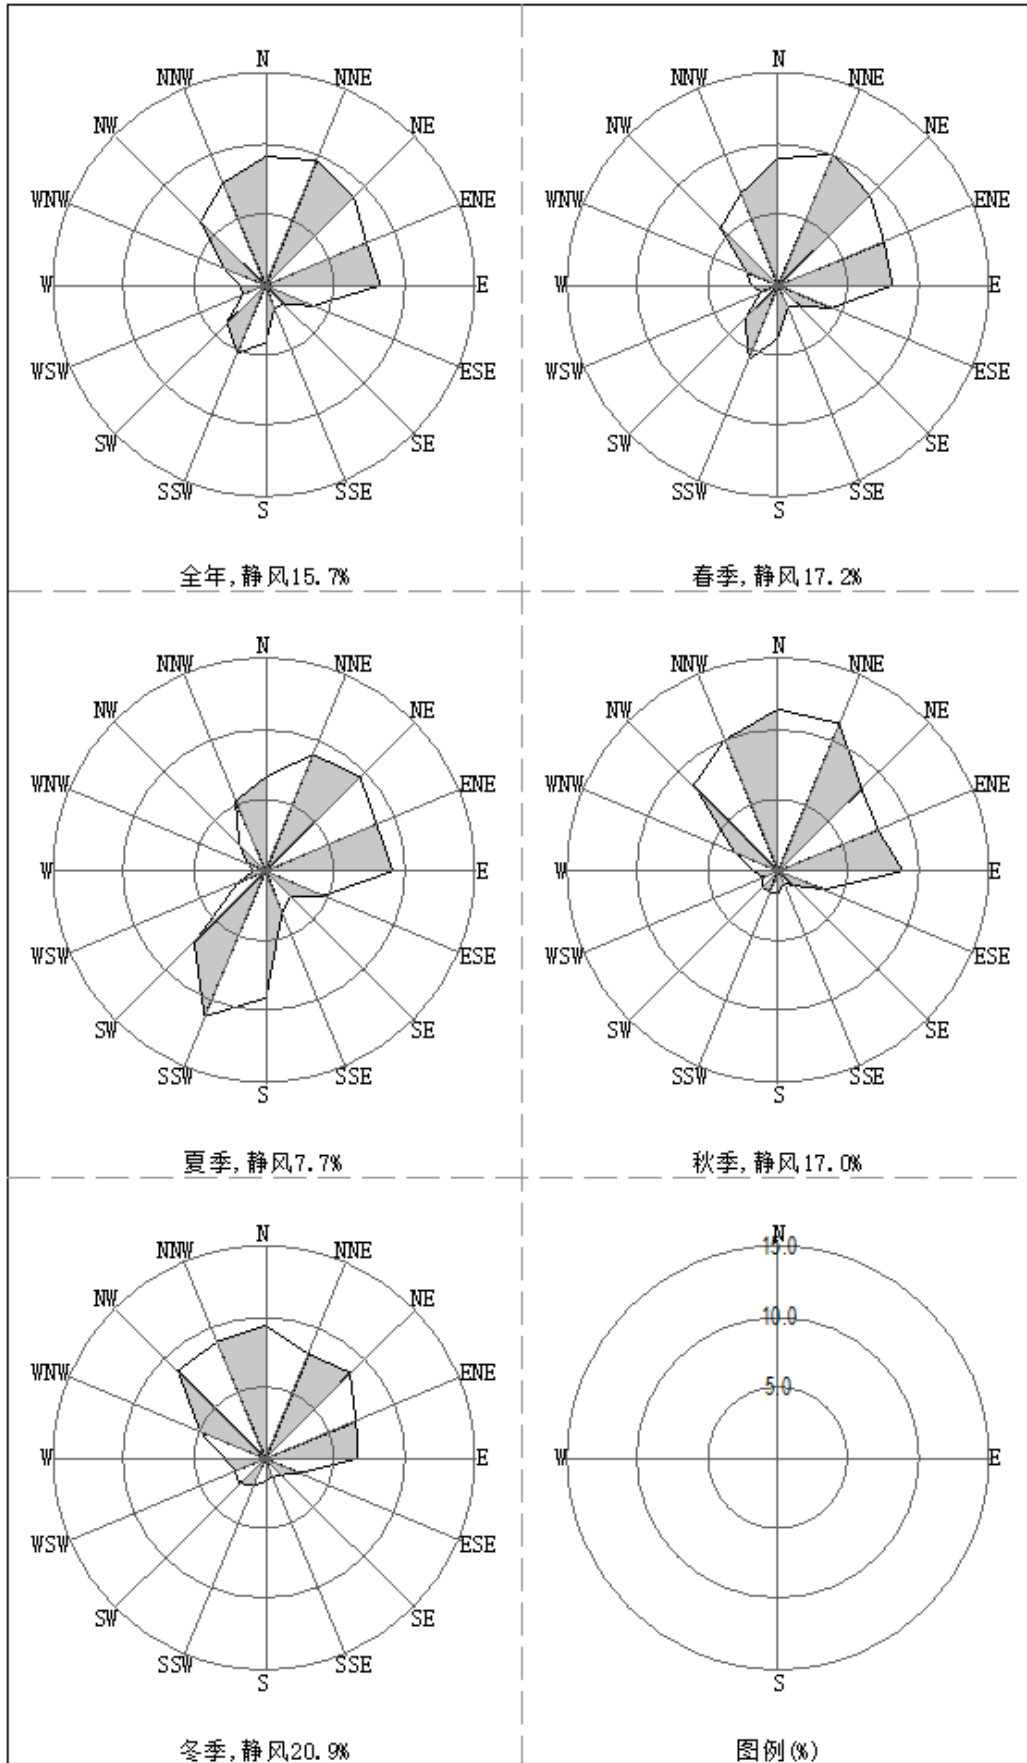 N
NNW NNE
NW NE
WNW ENE
W E
WSW ESE
SW SE
SSW SSE
S
全年,静风15.7%
N
NNW NNE
NW NE
WNW ENE
W E
WSW ESE
SW SE
SSW SSE
S
春季,静风17.2%
N
NNW NNE
NW NE
WNW ENE
W E
WSW ESE
SW SE
SSW SSE
S
夏季,静风7.7%
N
NNW NNE
NW NE
WNW ENE
W E
WSW ESE
SW SE
SSW SSE
S
秋季,静风17.0%
N
NNW NNE
NW NE
WNW ENE
W E
WSW ESE
SW SE
SSW SSE
S
冬季,静风20.9%
N
15.0
10.0
5.0
W E
S
图例(%)